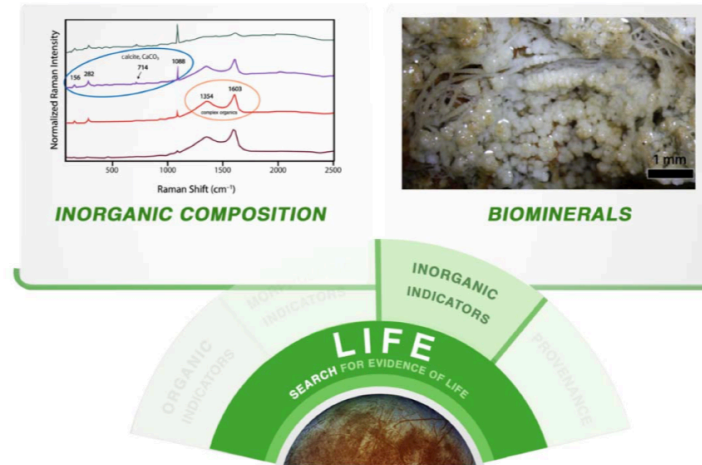 Normalized Raman Intensity
calcite, CaCO₃
156
282
714
1088
1354
1603
complex organics
500
1000
1500
2000
2500
Raman Shift (cm⁻¹)
INORGANIC COMPOSITION
1 mm
BIOMINERALS
ORGANIC
INDICATORS
MORPHOLOGICAL
INDICATORS
INORGANIC
INDICATORS
PROVENANCE
LIFE
SEARCH FOR EVIDENCE OF LIFE